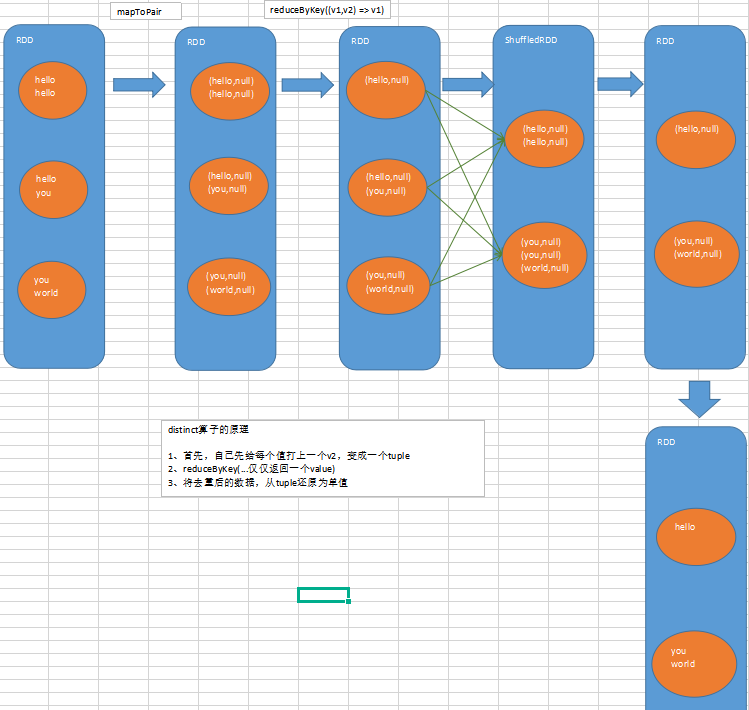 mapToPair
reduceByKey((v1,v2) => v1)
RDD
hello
hello
hello
you
you
world
RDD
(hello,null)
(hello,null)
(hello,null)
(you,null)
(you,null)
(world,null)
RDD
(hello,null)
(hello,null)
(you,null)
(you,null)
(world,null)
ShuffledRDD
(hello,null)
(hello,null)
(you,null)
(you,null)
(world,null)
RDD
(hello,null)
(you,null)
(world,null)
distinct算子的原理
1、首先，自己先给每个值打上一个v2，变成一个tuple
2、reduceByKey(...仅仅返回一个value)
3、将去重后的数据，从tuple还原为单值
RDD
hello
you
world